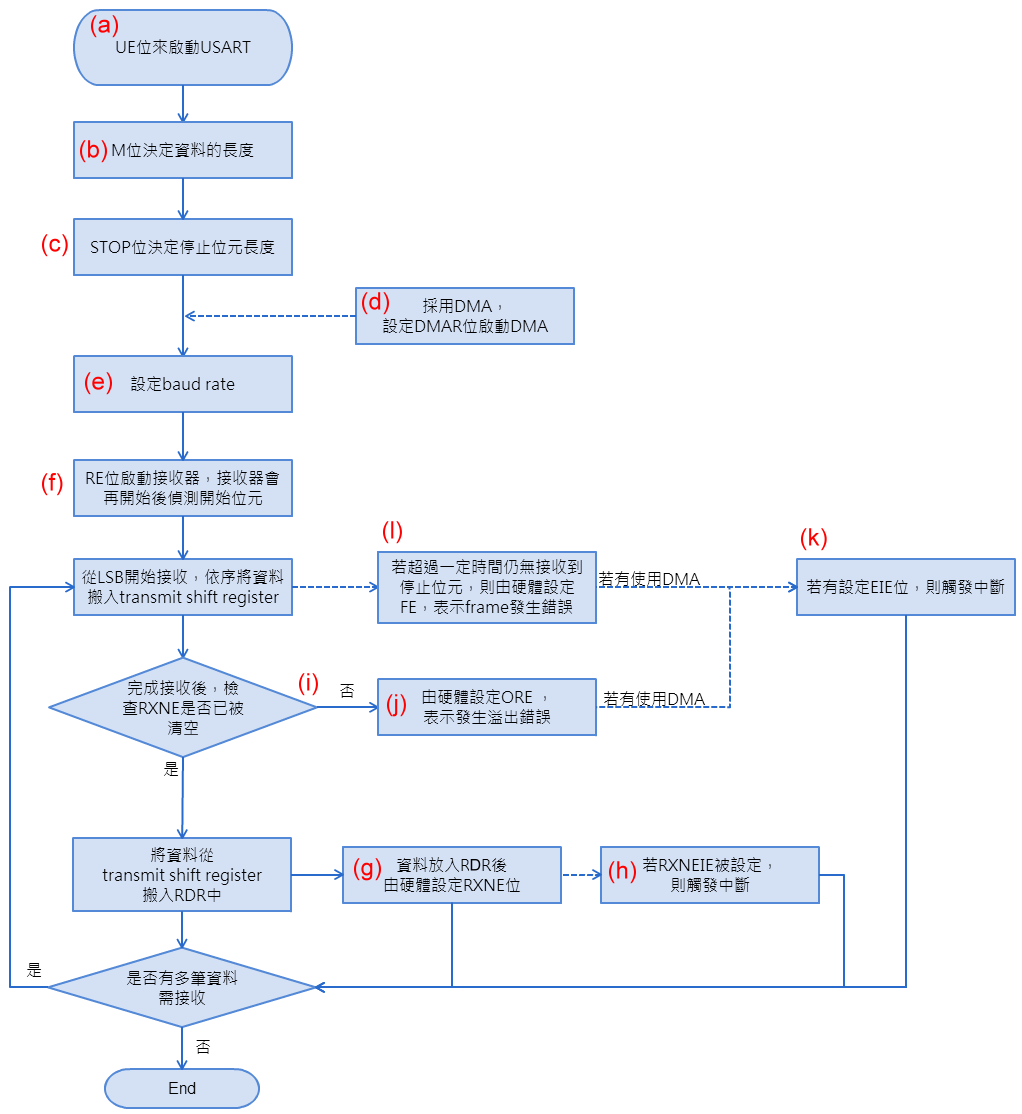 (a)
UE位來啟動USART
(b)
M位決定資料的長度
(c)
STOP位決定停止位元長度
(d)
採用DMA，
設定DMAR位啟動DMA
(e)
設定baud rate
(f)
RE位啟動接收器，接收器會
再開始後偵測開始位元
從LSB開始接收，依序將資料
搬入transmit shift register
(l)
若超過一定時間仍無接收到
停止位元，則由硬體設定
FE，表示frame發生錯誤
若有使用DMA
(k)
若有設定EIE位，則觸發中斷
完成接收後，檢
查RXNE是否已被
清空
(i)
否
(j)
由硬體設定ORE，
表示發生溢出錯誤
若有使用DMA
是
將資料從
transmit shift register
搬入RDR中
(g)
資料放入RDR後
由硬體設定RXNE位
(h)
若RXNEIE被設定，
則觸發中斷
是
是否有多筆資料
需接收
否
End